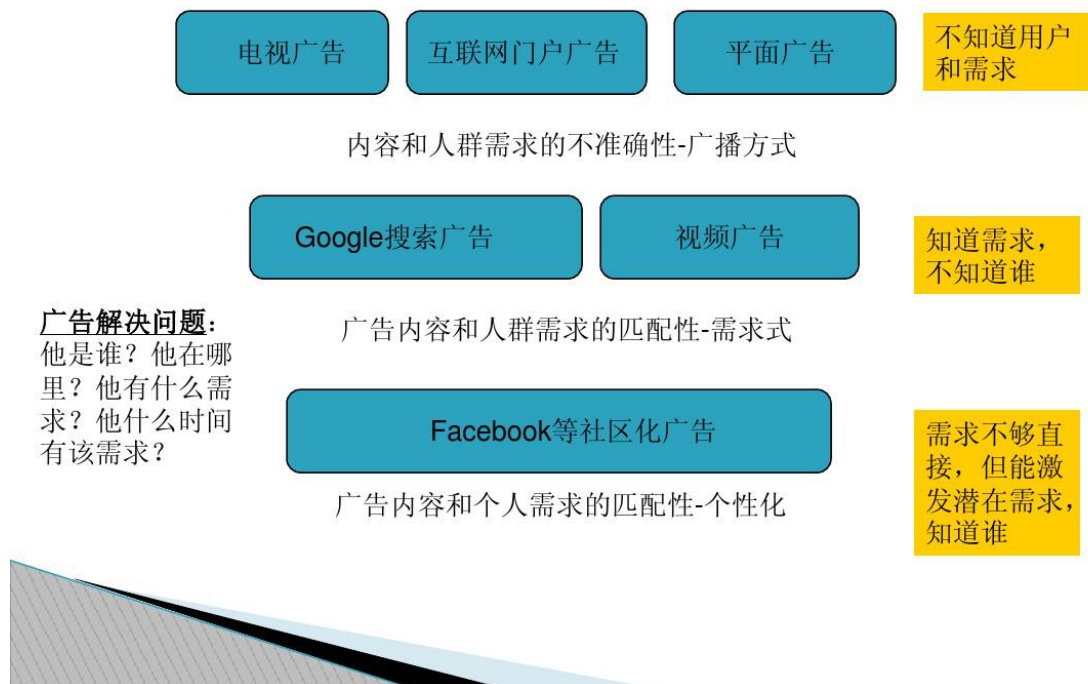 电视广告
互联网门户广告
平面广告
不知道用户
和需求
内容和人群需求的不准确性-广播方式
Google搜索广告
视频广告
知道需求，
不知道谁
广告解决问题：
他是谁？他在哪
里？他有什么需
求？他什么时间
有该需求？
广告内容和人群需求的匹配性-需求式
Facebook等社区化广告
需求不够直
接，但能激
发潜在需求，
知道谁
广告内容和个人需求的匹配性-个性化